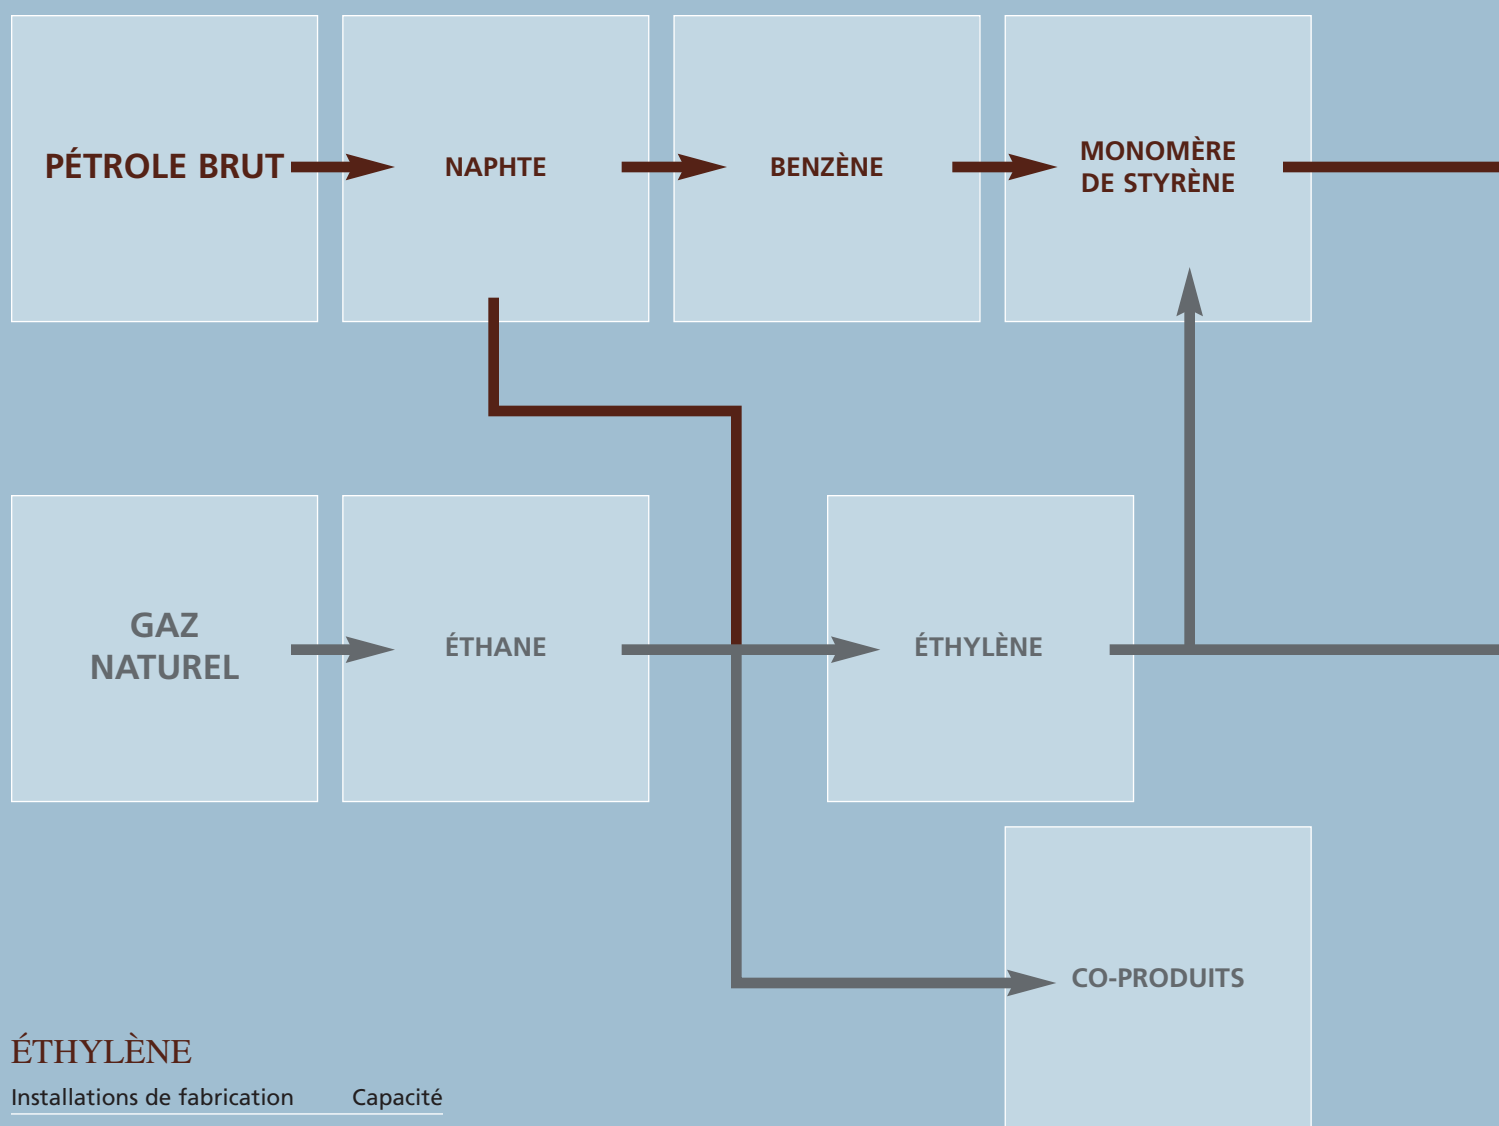 PÉTROLE BRUT
NAPHTE
BENZÈNE
MONOMÈRE
DE STYRÈNE
GAZ
NATUREL
ÉTHANE
ÉTHYLÈNE
CO-PRODUITS
ÉTHYLÈNE
Installations de fabrication Capacité